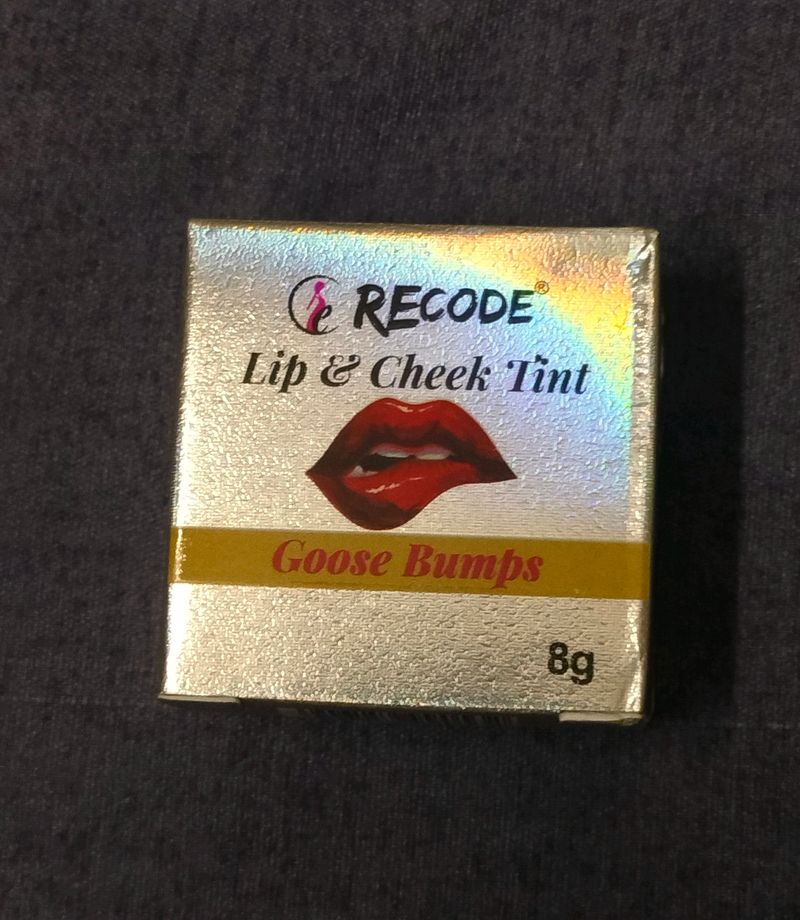 RECODE®
Lip & Cheek Tint
Goose Bumps
8g